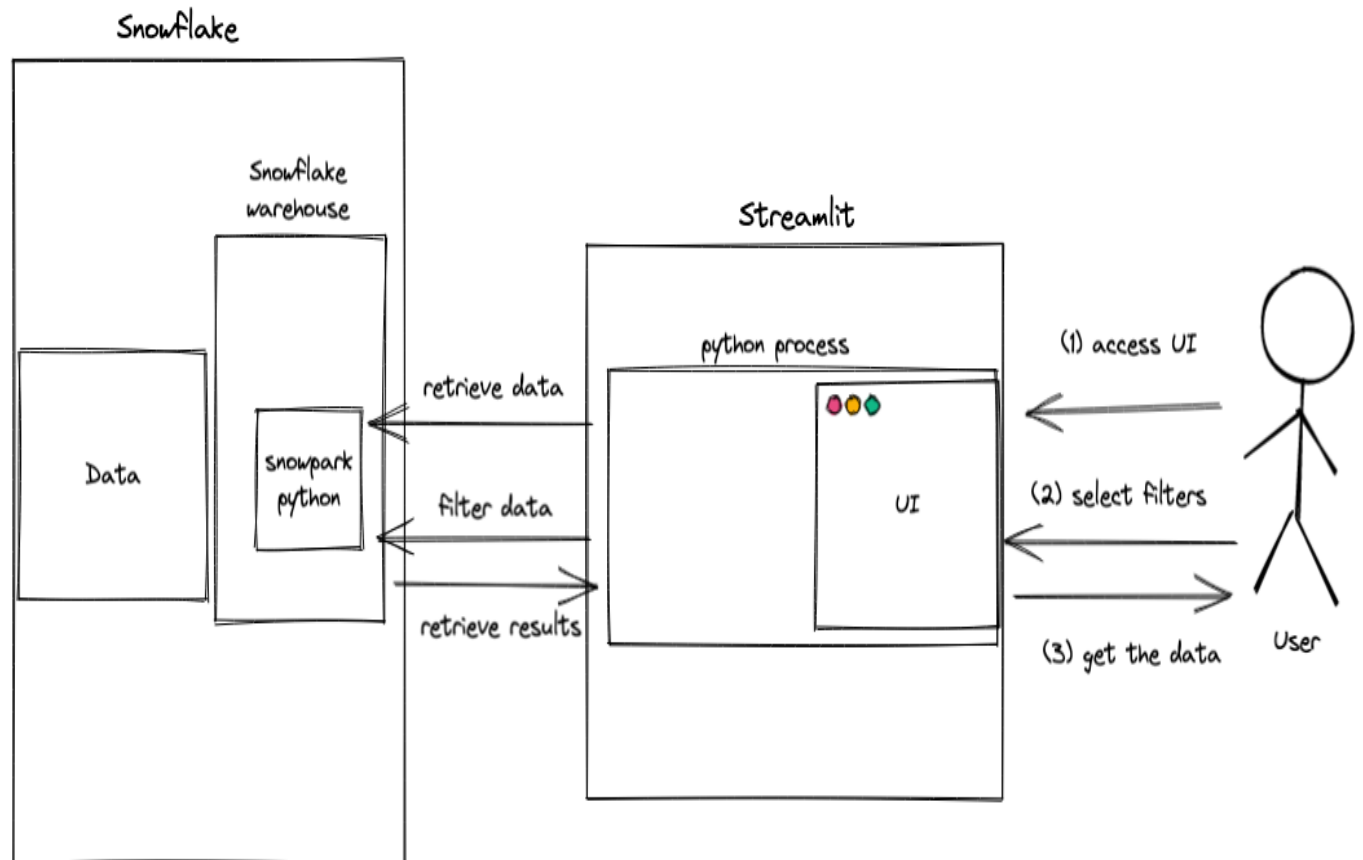 Snowflake
Snowflake
warehouse
Streamlit
python process
(1) access UI
retrieve data
snowpark
python
Data
filter data
UI
(2) select filters
retrieve results
(3) get the data
User